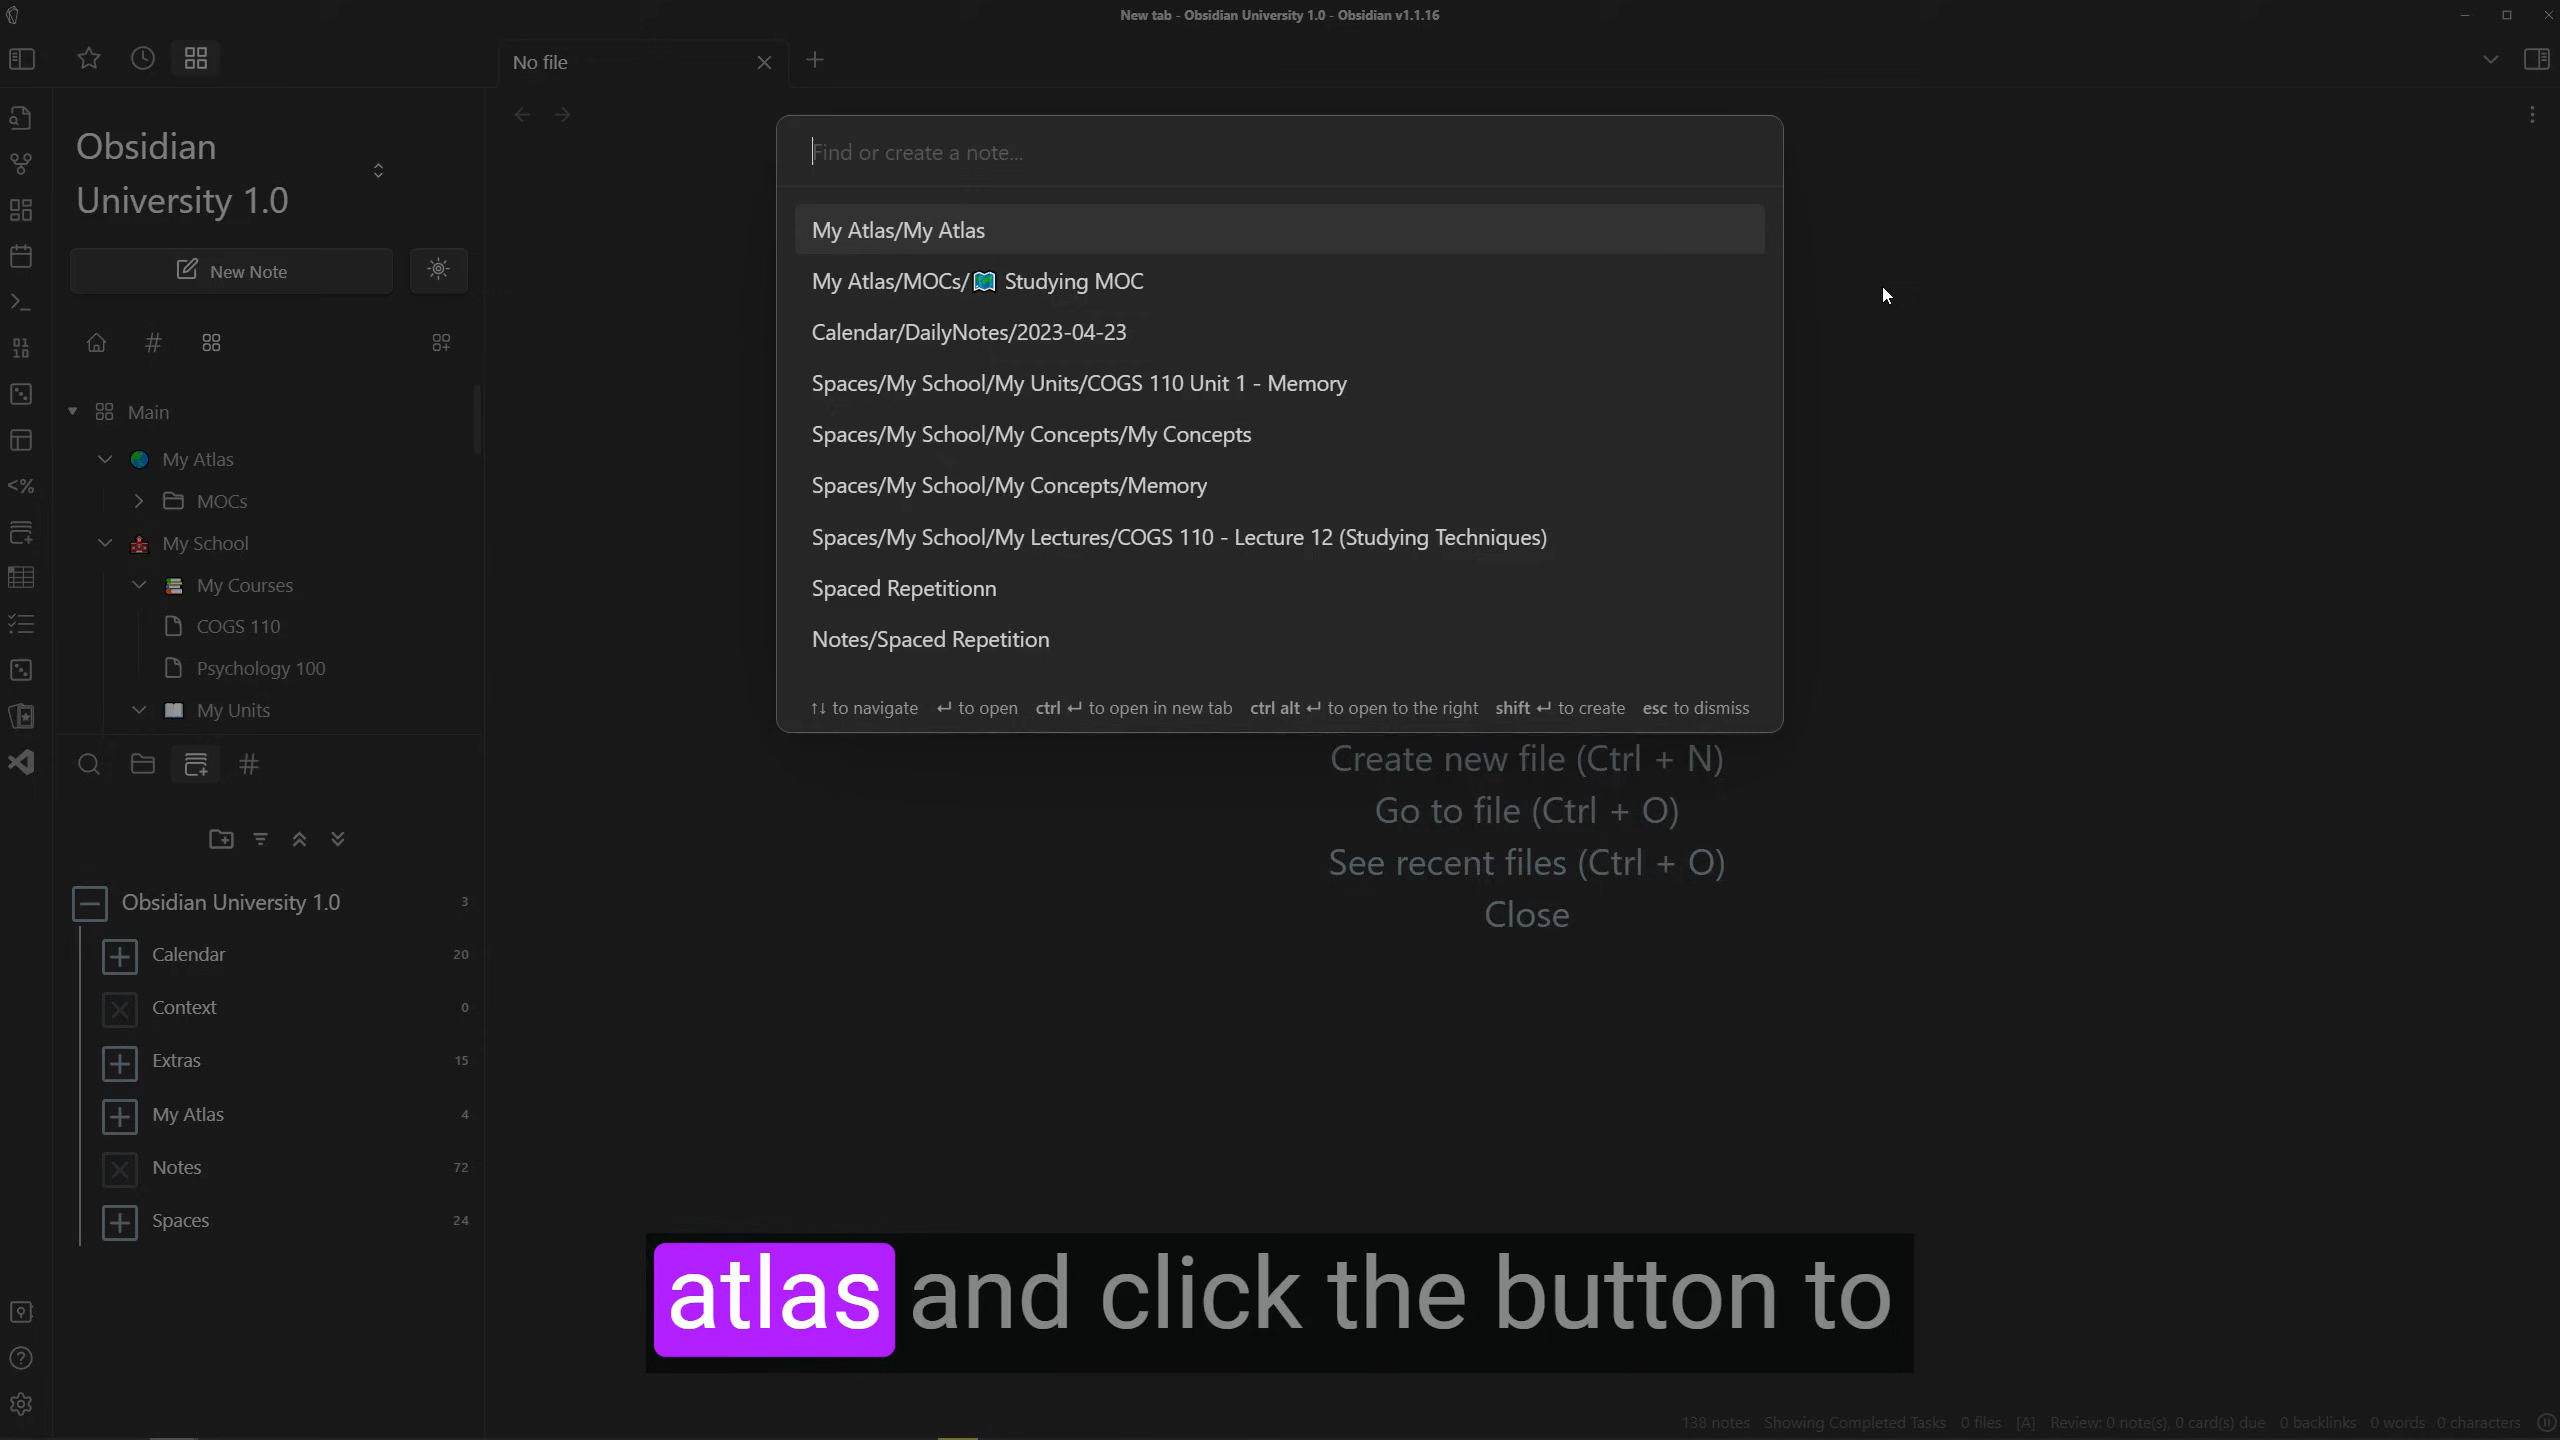 New tab - Obsidian University 1.0 - Obsidian v1.1.16
No file
Obsidian
University 1.0
New Note
Main
My Atlas
MOCs
My School
My Courses
COGS 110
Psychology 100
My Units
Obsidian University 1.0 3
Calendar 20
Context 0
Extras 15
My Atlas 4
Notes 72
Spaces 24
Find or create a note...
My Atlas/My Atlas
My Atlas/MOCs/🗺️ Studying MOC
Calendar/DailyNotes/2023-04-23
Spaces/My School/My Units/COGS 110 Unit 1 - Memory
Spaces/My School/My Concepts/My Concepts
Spaces/My School/My Concepts/Memory
Spaces/My School/My Lectures/COGS 110 - Lecture 12 (Studying Techniques)
Spaced Repetitionn
Notes/Spaced Repetition
↑↓ to navigate ↵ to open ctrl ↵ to open in new tab ctrl alt ↵ to open to the right shift ↵ to create esc to dismiss
Create new file (Ctrl + N)
Go to file (Ctrl + O)
See recent files (Ctrl + O)
Close
atlas and click the button to
138 notes Showing Completed Tasks 0 files [A] Review: 0 note(s), 0 card(s) due 0 backlinks 0 words 0 characters